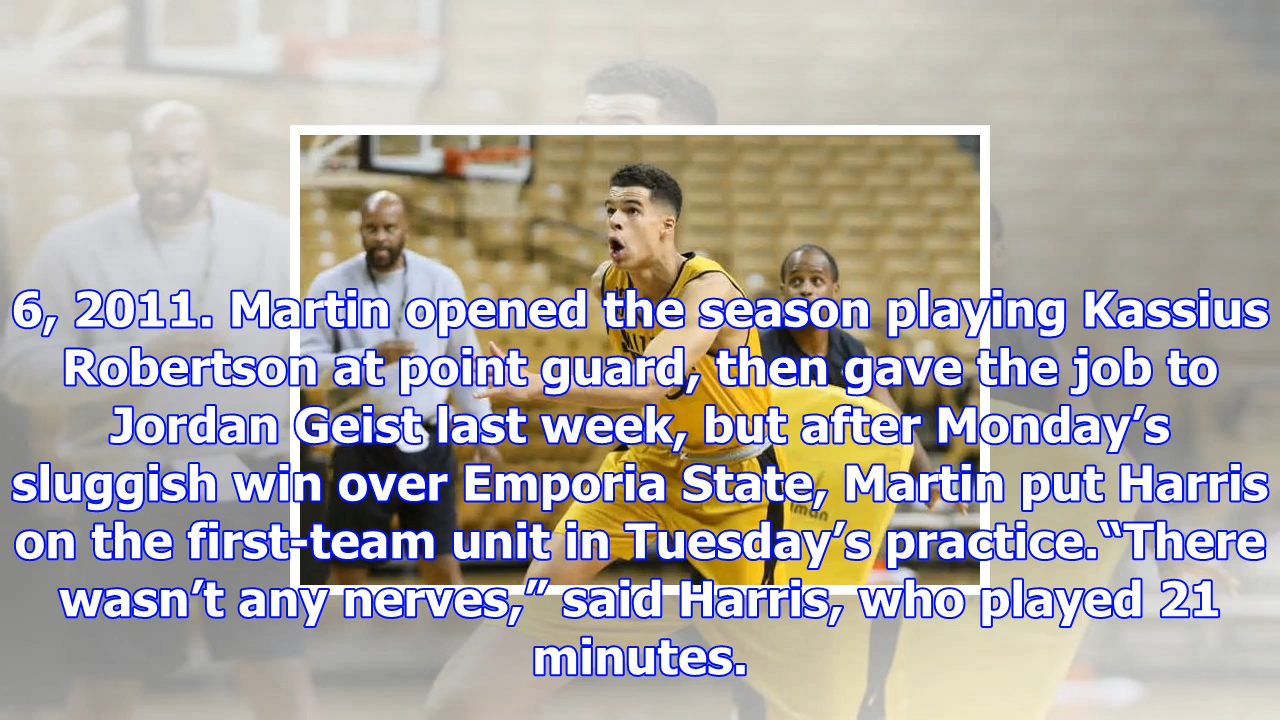 6, 2011. Martin opened the season playing Kassius
Robertson at point guard, then gave the job to
Jordan Geist last week, but after Monday’s
sluggish win over Emporia State, Martin put Harris
on the first-team unit in Tuesday’s practice.“There
wasn’t any nerves,” said Harris, who played 21
minutes.